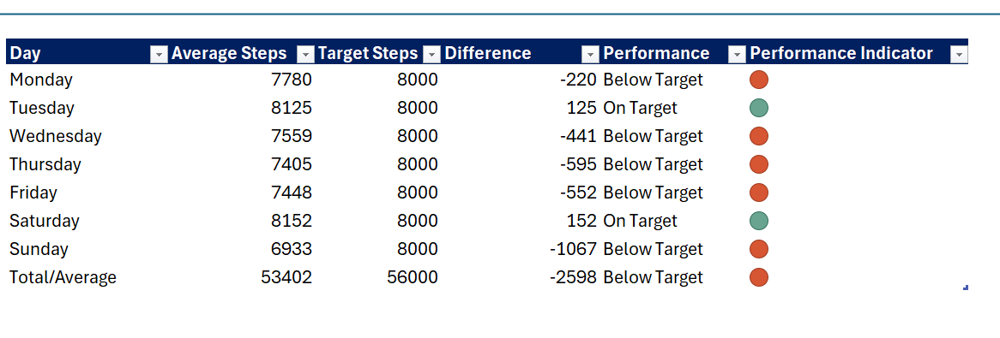 Day Average Steps Target Steps Difference Performance Performance Indicator
Monday 7780 8000 -220 Below Target
Tuesday 8125 8000 125 On Target
Wednesday 7559 8000 -441 Below Target
Thursday 7405 8000 -595 Below Target
Friday 7448 8000 -552 Below Target
Saturday 8152 8000 152 On Target
Sunday 6933 8000 -1067 Below Target
Total/Average 53402 56000 -2598 Below Target